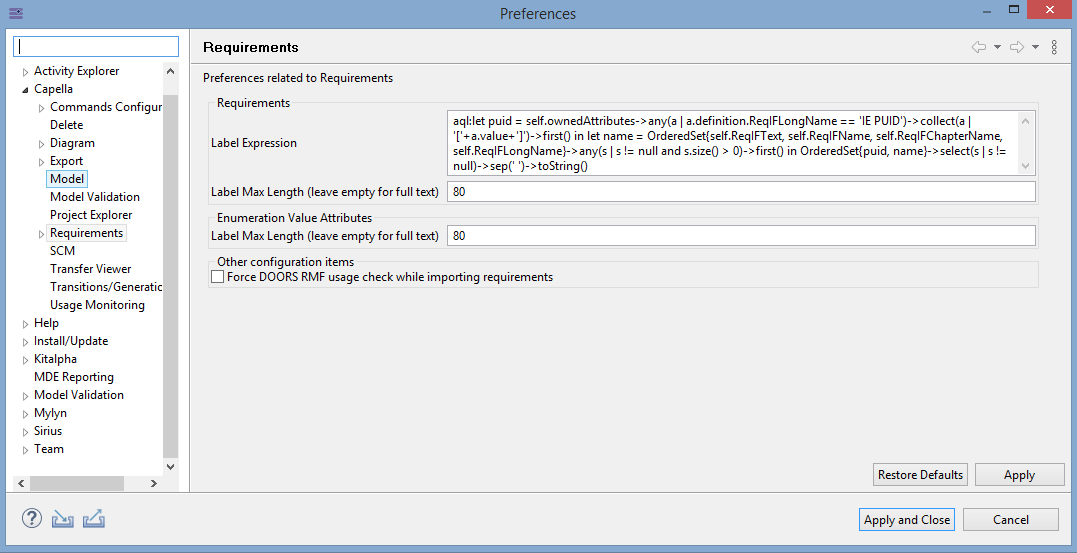 Preferences
Requirements
Activity Explorer
Capella
Commands Configur
Delete
Diagram
Export
Model
Model Validation
Project Explorer
Requirements
SCM
Transfer Viewer
Transitions/Generatic
Usage Monitoring
Help
Install/Update
Kitalpha
MDE Reporting
Model Validation
Mylyn
Sirius
Team
Preferences related to Requirements
Requirements
Label Expression
aql:let puid = self.ownedAttributes->any(a | a.definition.ReqIFLongName == 'IE PUID')->collect(a |
'['+a.value+']')->first() in let name = OrderedSet{self.ReqIFText, self.ReqIFName, self.ReqIFChapterName,
self.ReqIFLongName}->any(s | s != null and s.size() > 0)->first() in OrderedSet{puid, name}->select(s | s !=
null)->sep(' ')->toString()
Label Max Length (leave empty for full text) 80
Enumeration Value Attributes
Label Max Length (leave empty for full text) 80
Other configuration items
Force DOORS RMF usage check while importing requirements
Restore Defaults Apply
Apply and Close Cancel